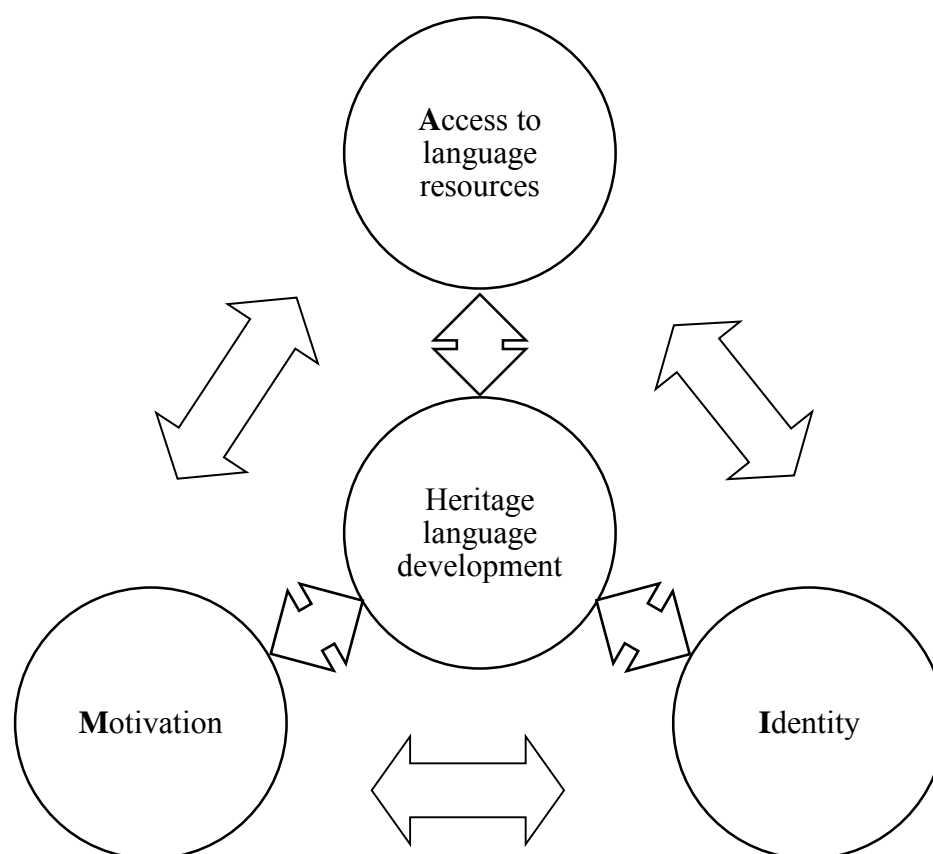 Access to
language
resources
Heritage
language
development
Motivation
Identity